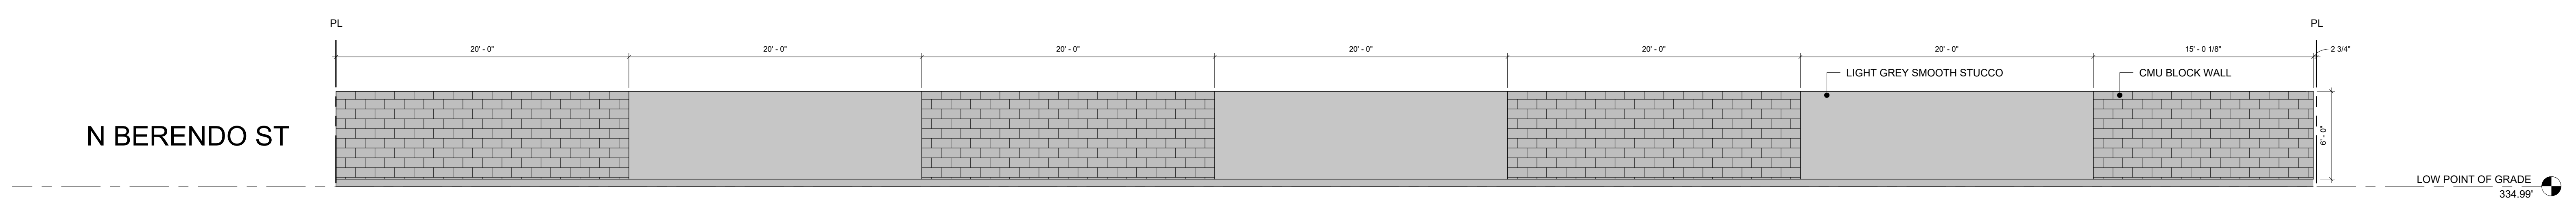 PL
PL
20' - 0"
20' - 0"
20' - 0"
20' - 0"
20' - 0"
20' - 0"
15' - 0 1/8"
2 3/4"
LIGHT GREY SMOOTH STUCCO
CMU BLOCK WALL
N BERENDO ST
6' - 0"
LOW POINT OF GRADE
334.99'